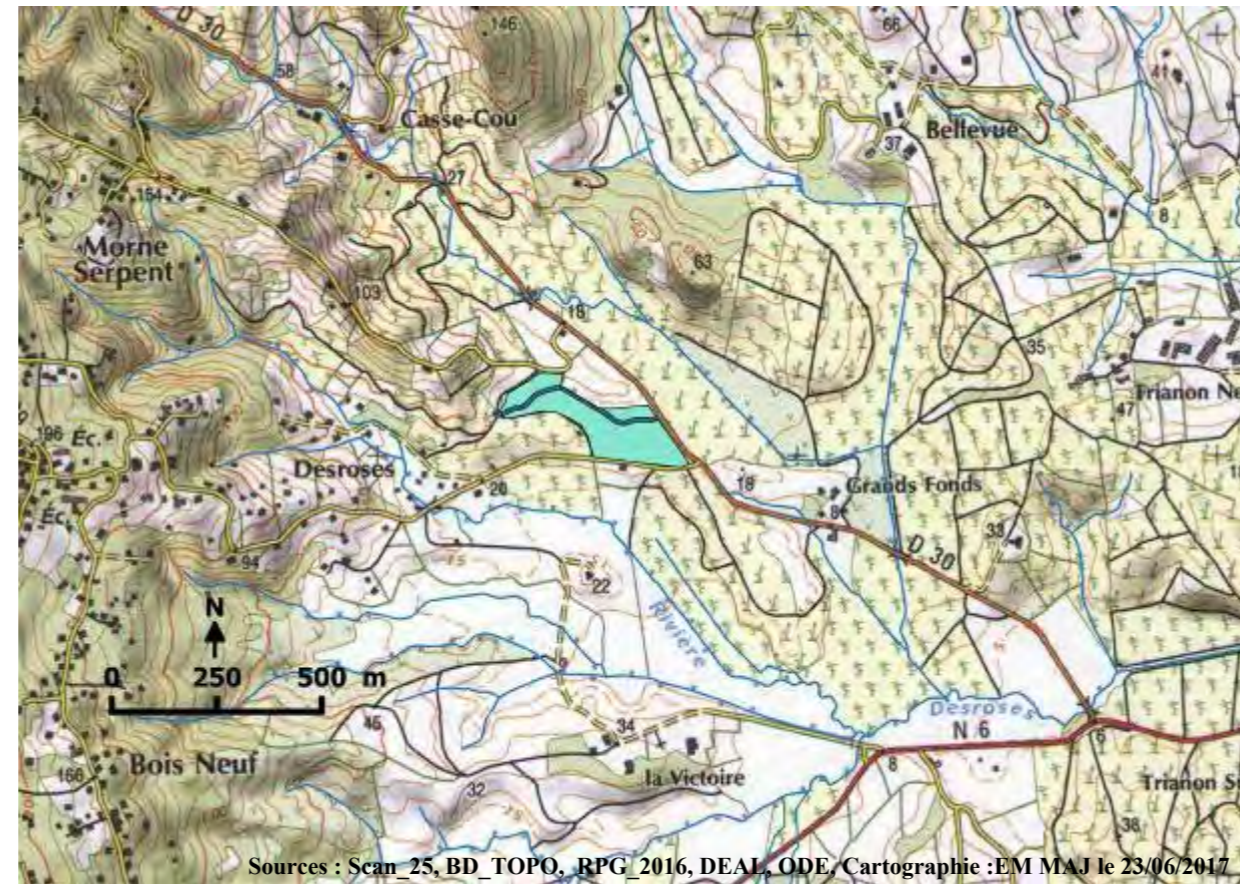 D 30
146
66
58
41
Casse-Cou
Bellevue
37
27
154
8
Morne
Serpent
63
103
18
35
Trianon Ne
47
196
Éc.
Desroses
20
18
Grands Fonds
Éc.
94
33
D 30
22
Rivière
N
0 250 500 m
Desroses
N 6
6
34
45
8
Bois Neuf
la Victoire
166
32
Trianon S
38
Sources : Scan_25, BD_TOPO, RPG_2016, DEAL, ODE, Cartographie :EM MAJ le 23/06/2017